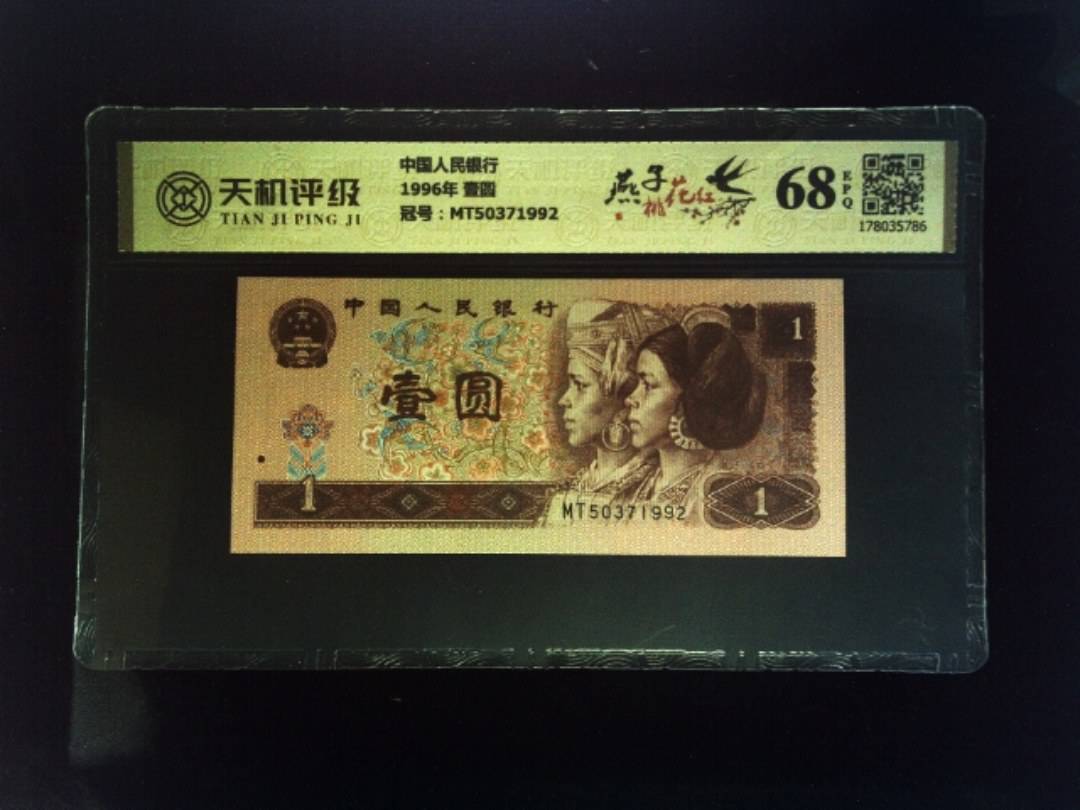 天机评级
TIAN JI PING JI
中国人民银行
1996年 壹圆
冠号：MT50371992
燕子
桃花红
68
EPQ
178035786
中国人民银行
壹圆
1
1
1
MT50371992